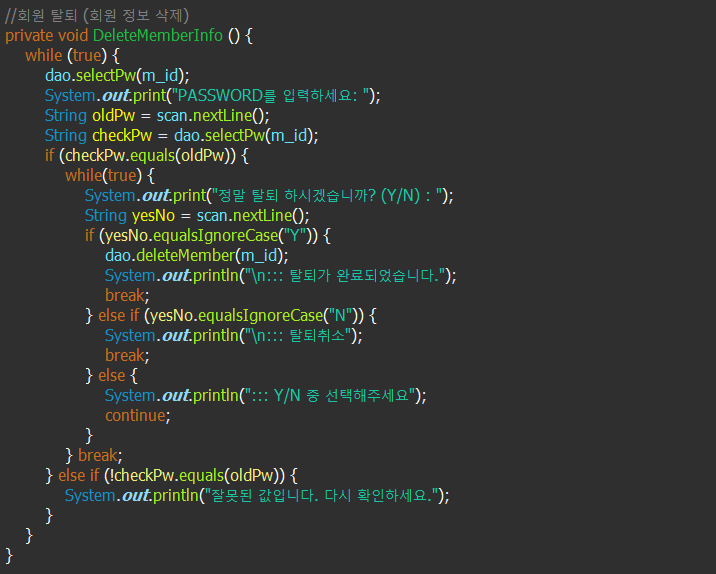 //회원 탈퇴 (회원 정보 삭제)
private void DeleteMemberInfo () {
while (true) {
dao.selectPw(m_id);
System.out.print("PASSWORD를 입력하세요: ");
String oldPw = scan.nextLine();
String checkPw = dao.selectPw(m_id);
if (checkPw.equals(oldPw)) {
while(true) {
System.out.print("정말 탈퇴 하시겠습니까? (Y/N) : ");
String yesNo = scan.nextLine();
if (yesNo.equalsIgnoreCase("Y")) {
dao.deleteMember(m_id);
System.out.println("\n::: 탈퇴가 완료되었습니다.");
break;
} else if (yesNo.equalsIgnoreCase("N")) {
System.out.println("\n::: 탈퇴취소");
break;
} else {
System.out.println("::: Y/N 중 선택해주세요");
continue;
}
} break;
} else if (!checkPw.equals(oldPw)) {
System.out.println("잘못된 값입니다. 다시 확인하세요.");
}
}
}